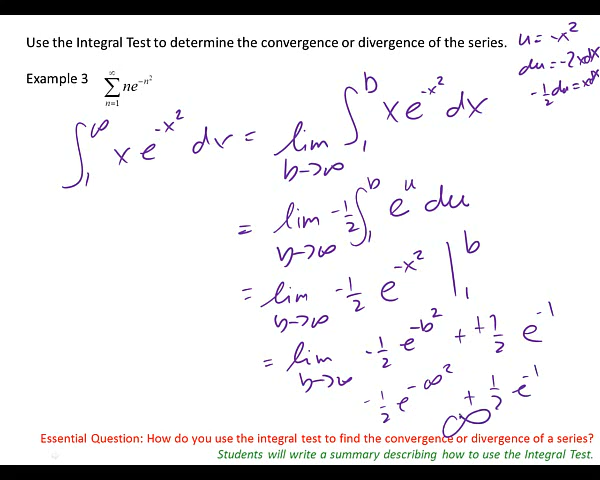 Use the Integral Test to determine the convergence or divergence of the series.
u = -x²
du = -2xdx
-1/2 du = xdx
Example 3 ∑_{n=1}^{∞} ne^{-n²}
∫_1^∞ x e^{-x²} dx = lim_{b→∞} ∫_1^b x e^{-x²} dx
= lim_{b→∞} -1/2 ∫_1^b e^u du
= lim_{b→∞} -1/2 e^{-x²} |_1^b
= lim_{b→∞} -1/2 e^{-b²} + +1/2 e^{-1}
-1/2 e^{-∞²} + 1/2 e^{-1}
∞
Essential Question: How do you use the integral test to find the convergence or divergence of a series?
Students will write a summary describing how to use the Integral Test.